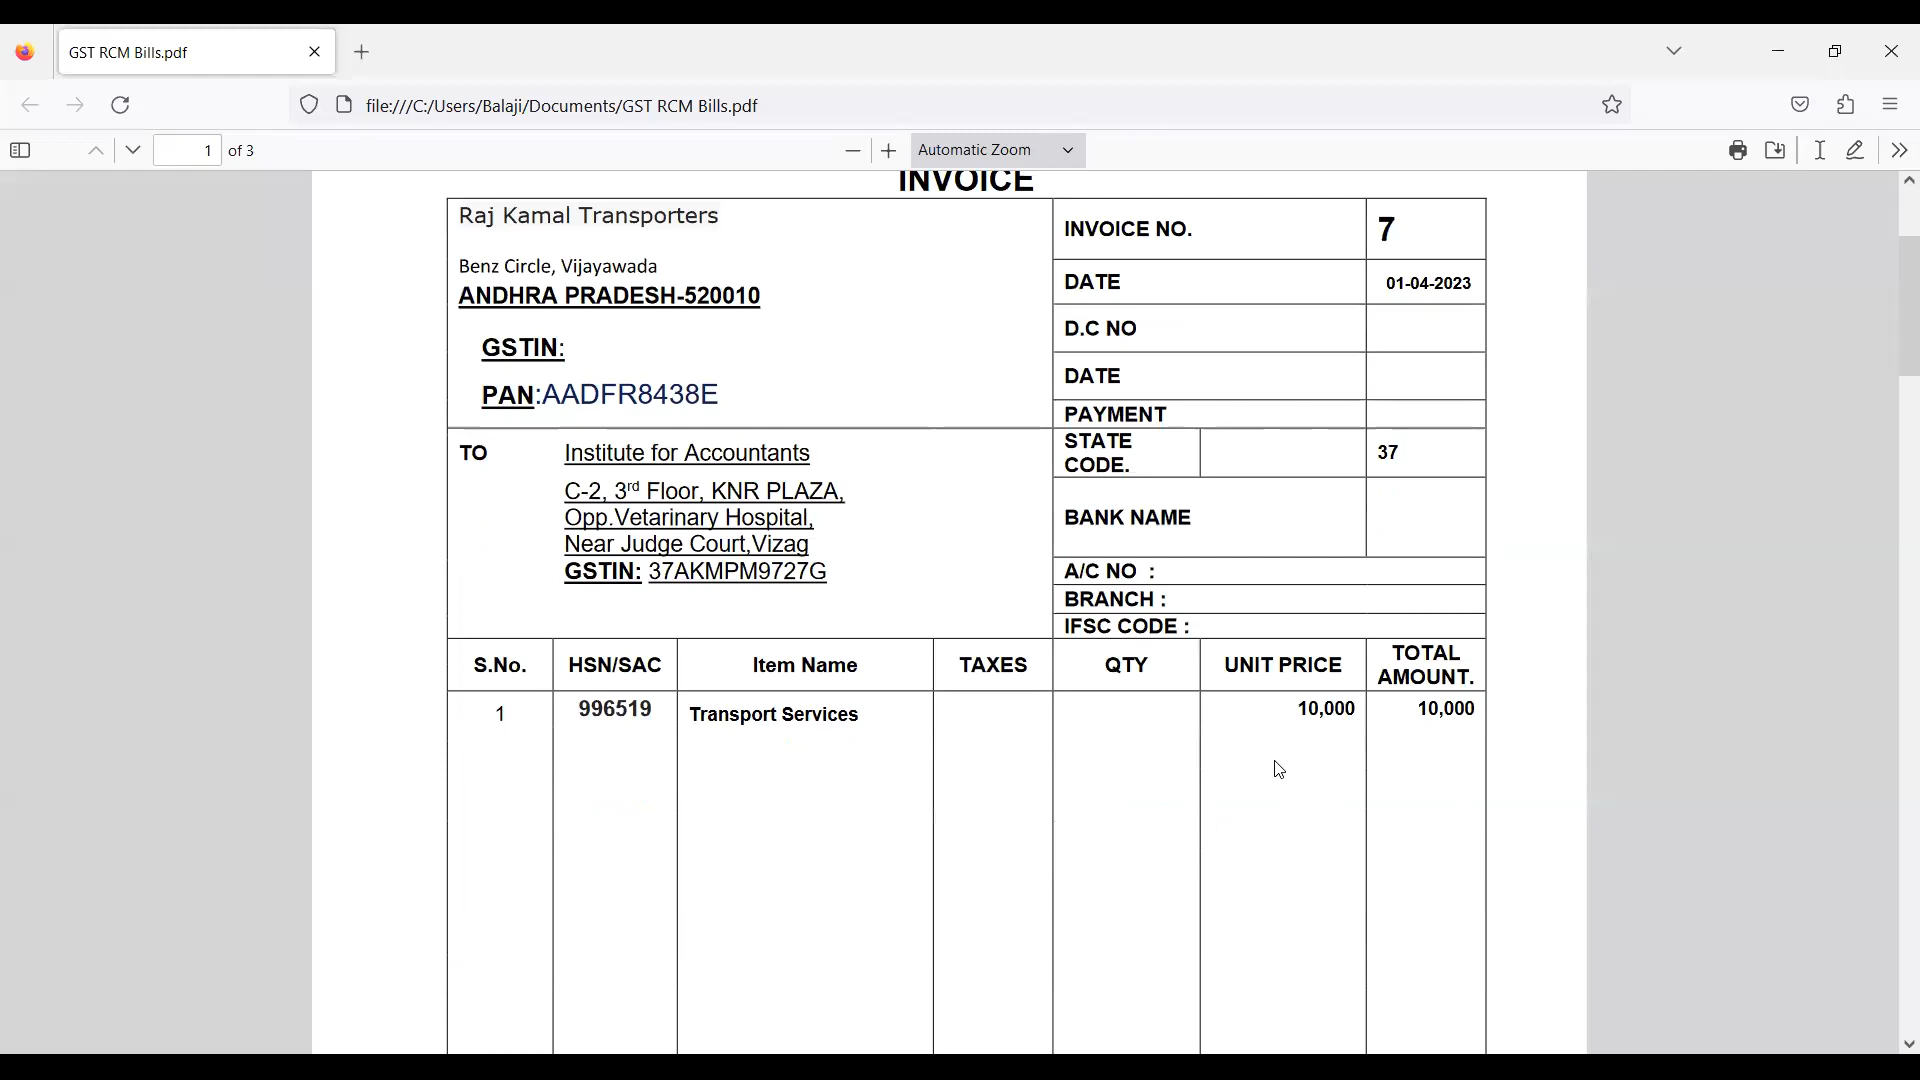 GST RCM Bills.pdf
file:///C:/Users/Balaji/Documents/GST RCM Bills.pdf
1 of 3
Automatic Zoom
INVOICE
Raj Kamal Transporters
Benz Circle, Vijayawada
ANDHRA PRADESH-520010
GSTIN:
PAN:AADFR8438E
INVOICE NO. 7
DATE 01-04-2023
D.C NO
DATE
PAYMENT
TO Institute for Accountants
C-2, 3rd Floor, KNR PLAZA,
Opp.Vetarinary Hospital,
Near Judge Court,Vizag
GSTIN: 37AKMPM9727G
STATE
CODE. 37
BANK NAME
A/C NO :
BRANCH :
IFSC CODE :
S.No. HSN/SAC Item Name TAXES QTY UNIT PRICE TOTAL
AMOUNT.
1 996519 Transport Services 10,000 10,000